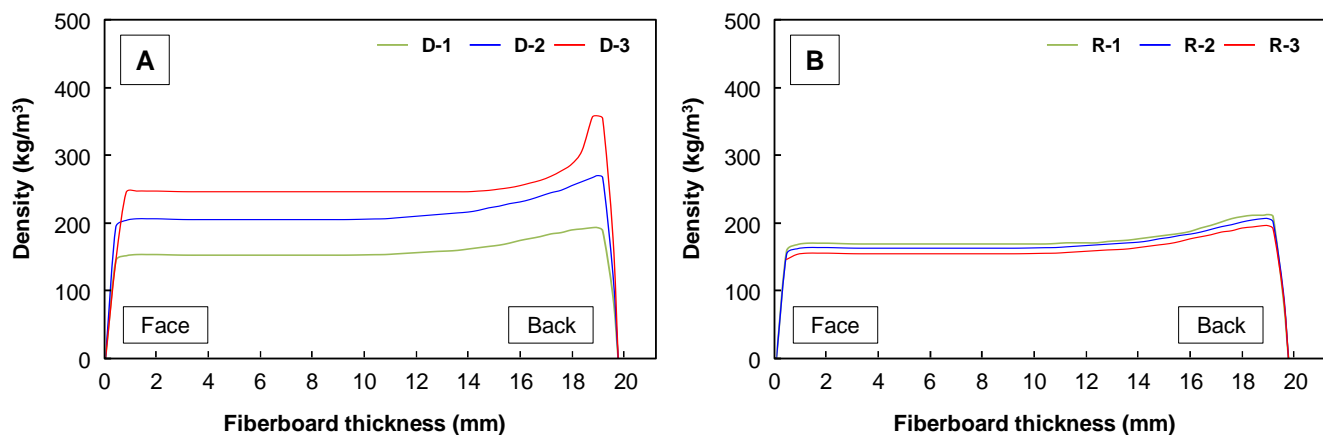 A
D-1 D-2 D-3
Density (kg/m³)
500
400
300
200
100
0
Face
Back
0 2 4 6 8 10 12 14 16 18 20
Fiberboard thickness (mm)
B
R-1 R-2 R-3
Density (kg/m³)
500
400
300
200
100
0
Face
Back
0 2 4 6 8 10 12 14 16 18 20
Fiberboard thickness (mm)